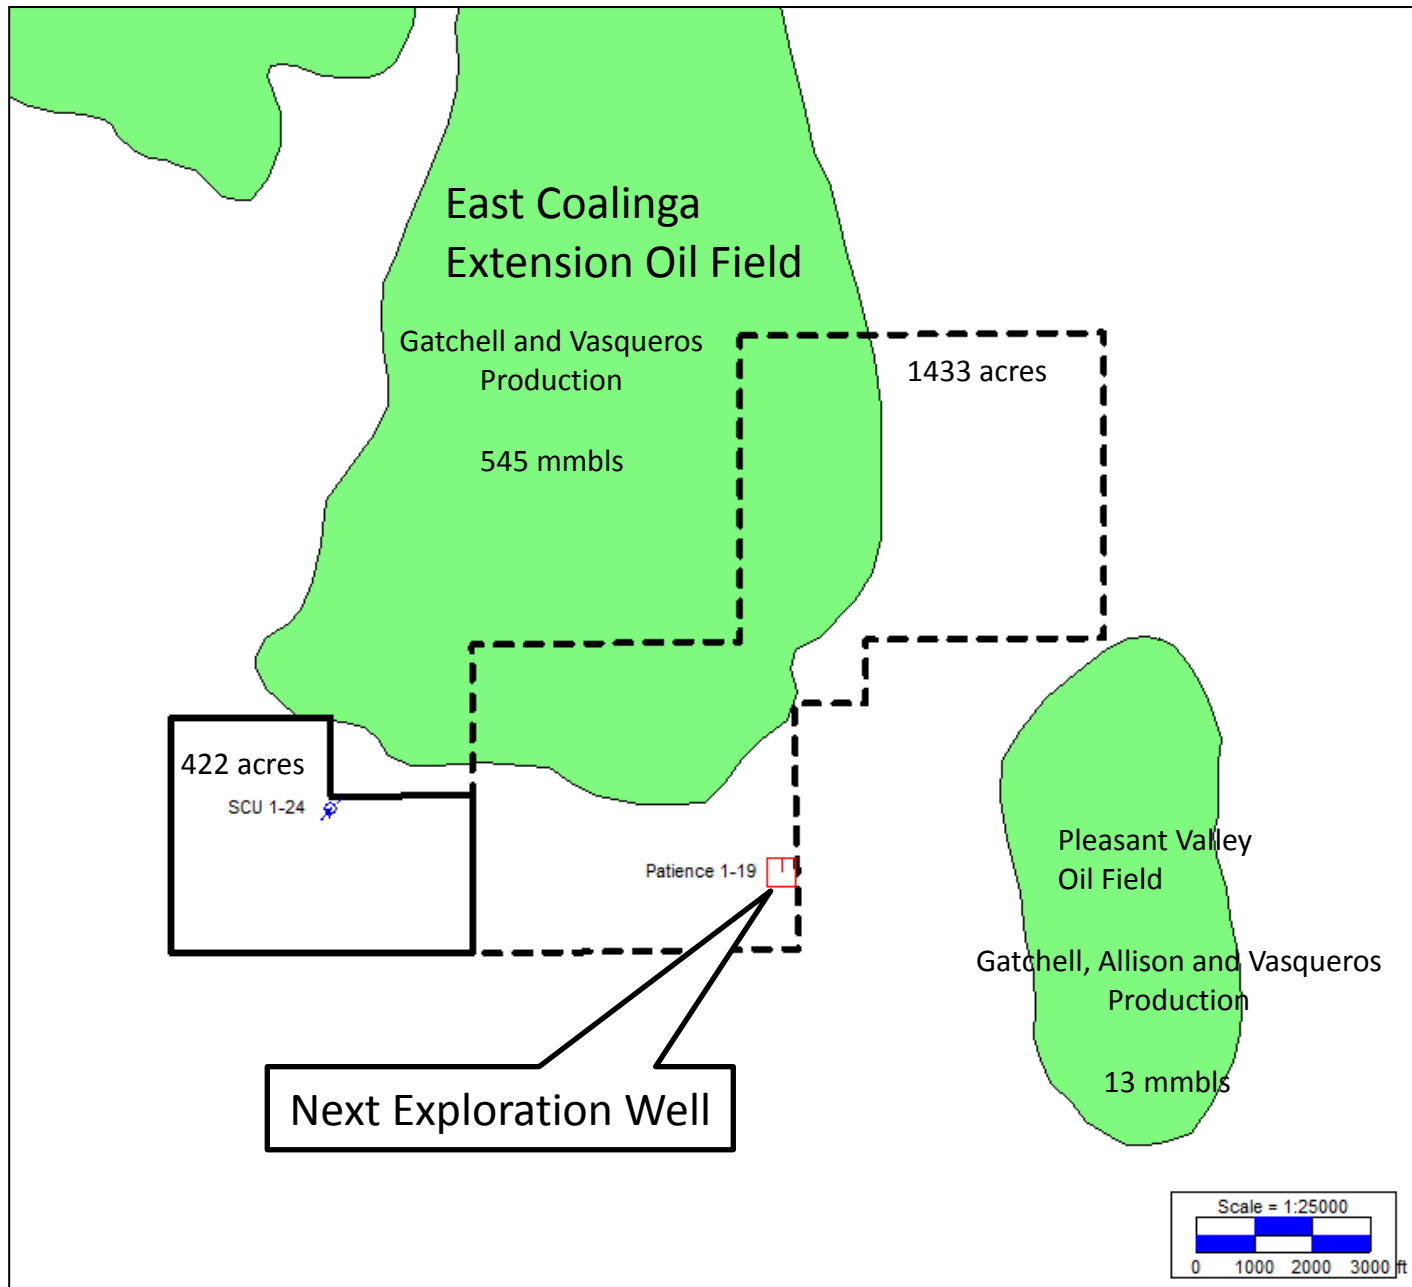 East Coalinga
Extension Oil Field
Gatchell and Vasqueros
Production
1433 acres
545 mmbls
422 acres
SCU 1-24
Patience 1-19
Pleasant Valley
Oil Field
Gatchell, Allison and Vasqueros
Production
13 mmbls
Next Exploration Well
Scale = 1:25000
0 1000 2000 3000 ft